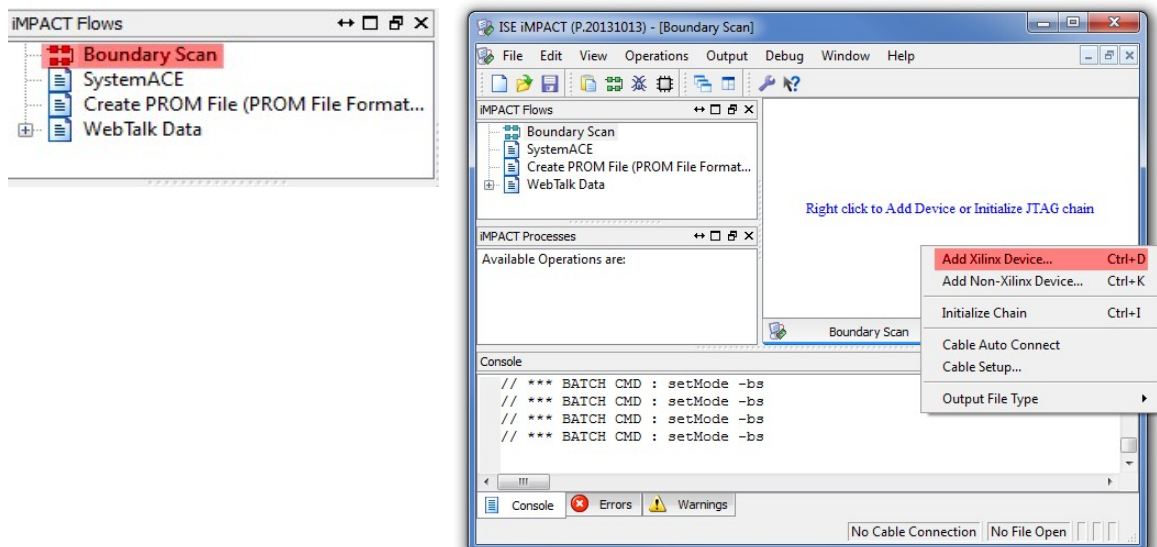 iMPACT Flows
Boundary Scan
SystemACE
Create PROM File (PROM File Format...
WebTalk Data
ISE iMPACT (P.20131013) - [Boundary Scan]
File Edit View Operations Output Debug Window Help
iMPACT Flows
Boundary Scan
SystemACE
Create PROM File (PROM File Format...
WebTalk Data
Right click to Add Device or Initialize JTAG chain
iMPACT Processes
Available Operations are:
Add Xilinx Device... Ctrl+D
Add Non-Xilinx Device... Ctrl+K
Initialize Chain Ctrl+I
Cable Auto Connect
Cable Setup...
Output File Type
Boundary Scan
Console
// *** BATCH CMD : setMode -bs
// *** BATCH CMD : setMode -bs
// *** BATCH CMD : setMode -bs
// *** BATCH CMD : setMode -bs
Console Errors Warnings
No Cable Connection No File Open